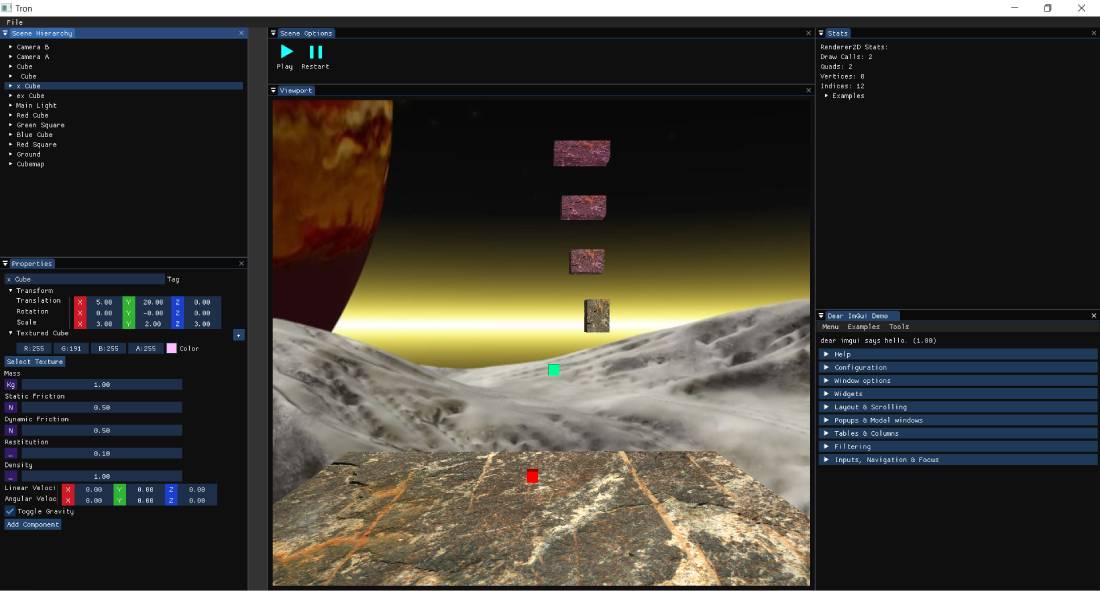 Tron
File
Scene Hierarchy
Camera B
Camera A
Cube
Cube
x Cube
ex Cube
Main Light
Red Cube
Green Square
Blue Cube
Red Square
Ground
Cubemap
Properties
x Cube Tag
Transform
Translation X 5.00 Y 20.00 Z 0.00
Rotation X 0.00 Y -0.00 Z 0.00
Scale X 3.00 Y 2.00 Z 3.00
Textured Cube +
R:255 G:191 B:255 A:255 Color
Select Texture
Mass
Kg 1.00
Static Friction
N 0.50
Dynamic Friction
N 0.50
Restitution
_ 0.10
Density
_ 1.00
Linear Veloci X 0.00 Y 0.00 Z 0.00
Angular Veloc X 0.00 Y 0.00 Z 0.00
Toggle Gravity
Add Component
Scene Options
Play Restart
Viewport
Stats
Renderer2D Stats:
Draw Calls: 2
Quads: 2
Vertices: 8
Indices: 12
Examples
Dear ImGui Demo
Menu Examples Tools
dear imgui says hello. (1.80)
Help
Configuration
Window options
Widgets
Layout & Scrolling
Popups & Modal windows
Tables & Columns
Filtering
Inputs, Navigation & Focus